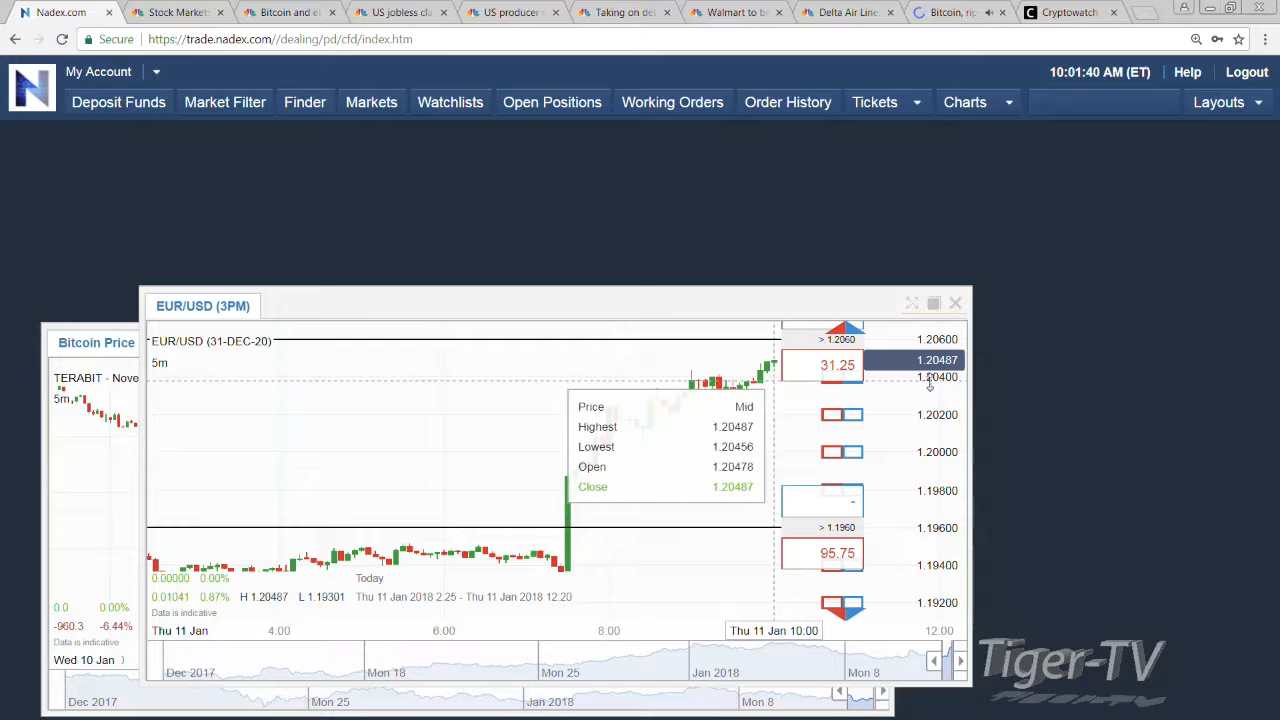 Nadex.com
Stock Markets
Bitcoin and et
US jobless cla
US producer
Taking on de
Walmart to b
Delta Air Line
Bitcoin, rip
Cryptowatch
Secure https://trade.nadex.com//dealing/pd/cfd/index.htm
My Account
10:01:40 AM (ET) Help Logout
Deposit Funds Market Filter Finder Markets Watchlists Open Positions Working Orders Order History Tickets Charts Layouts
EUR/USD (3PM)
EUR/USD (31-DEC-20)
5m
> 1.2060
31.25
1.20600
1.20487
1.20400
1.20200
1.20000
1.19800
1.19600
1.19400
1.19200
Price Mid
Highest 1.20487
Lowest 1.20456
Open 1.20478
Close 1.20487
-
> 1.1960
95.75
0.00000 0.00% Today
0.01041 0.87% H 1.20487 L 1.19301 Thu 11 Jan 2018 2.25 - Thu 11 Jan 2018 12.20
Data is indicative
Thu 11 Jan 4.00 6.00 8.00 Thu 11 Jan 10:00 12:00
Dec 2017 Mon 18 Mon 25 Jan 2018 Mon 8
Bitcoin Price
TERABIT - Nove
5m
0.0 0.00%
-960.3 -6.44%
Data is indicative
Wed 10 Jan
Dec 2017 Mon 25 Jan 2018 Mon 8
Tiger-TV